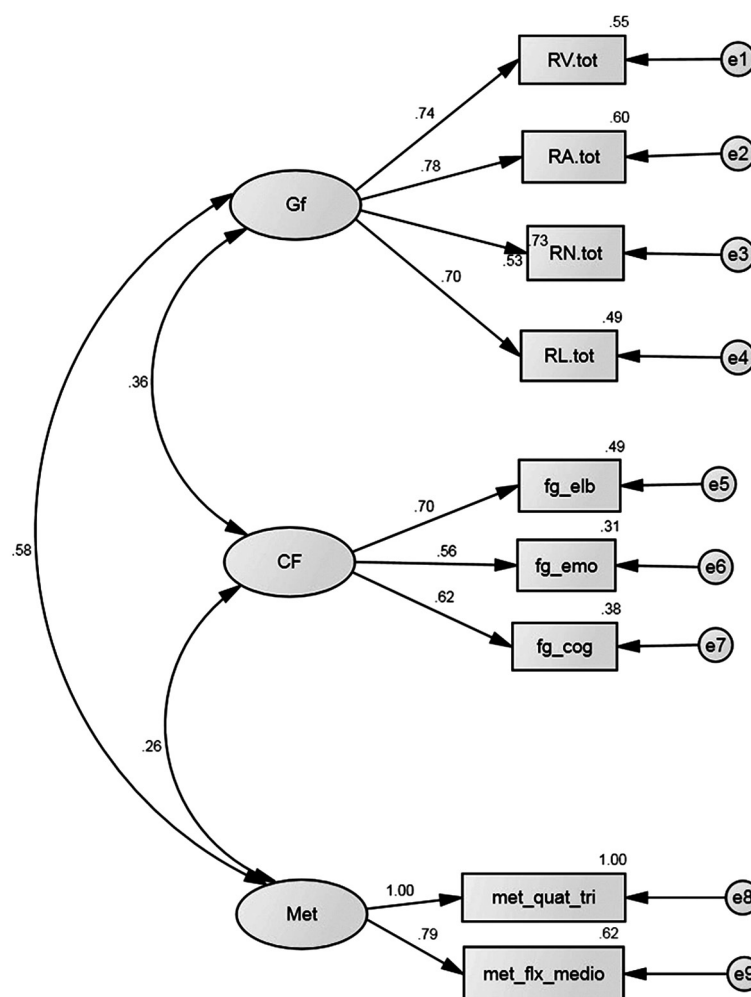 .55
RV.tot
e1
.74
.60
RA.tot
e2
.78
Gf
.73
.53
RN.tot
e3
.70
.49
RL.tot
e4
.36
.49
fg_elb
e5
.70
.31
.58
CF
.56
fg_emo
e6
.62
.38
fg_cog
e7
.26
1.00
Met
1.00
met_quat_tri
e8
.79
.62
met_flx_medio
e9